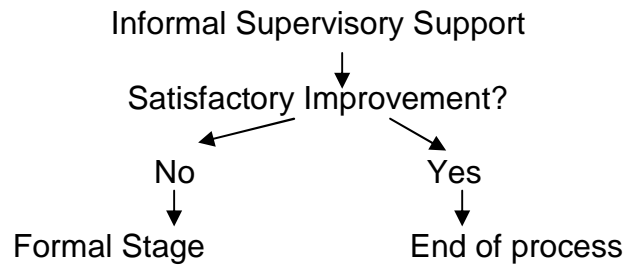 Informal Supervisory Support
Satisfactory Improvement?
No
Yes
Formal Stage
End of process